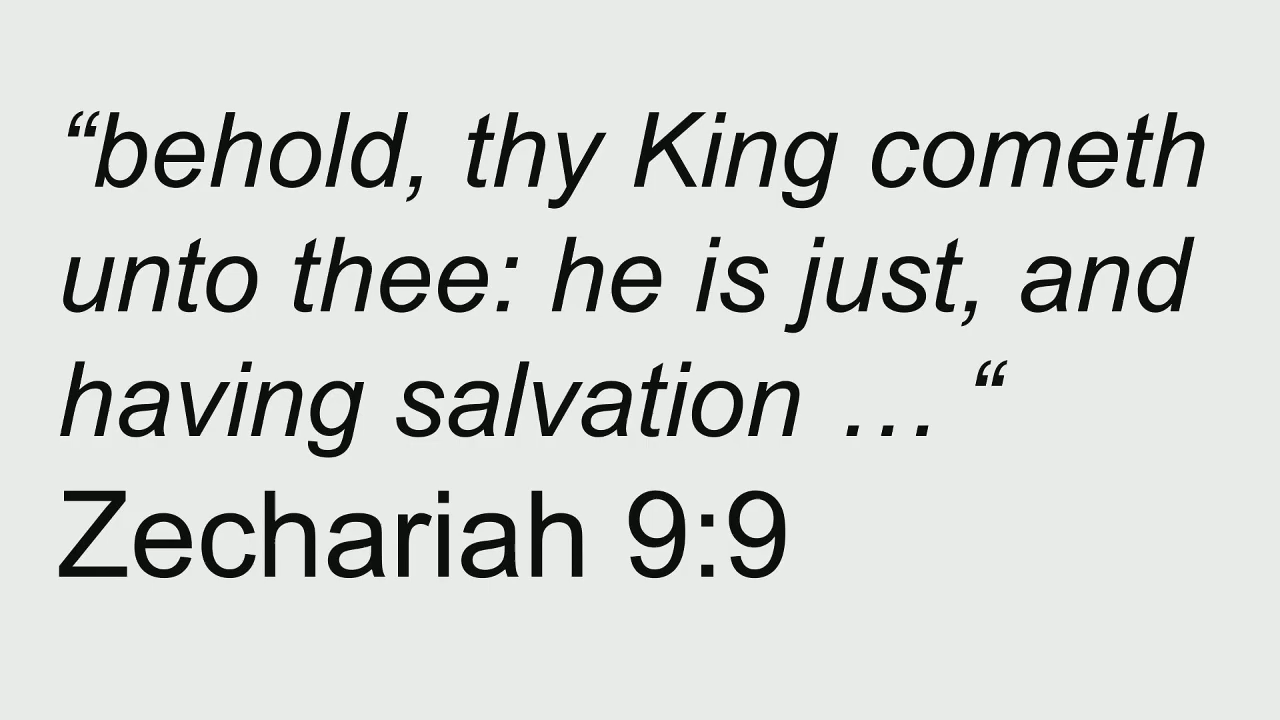 “behold, thy King cometh
unto thee: he is just, and
having salvation … “
Zechariah 9:9